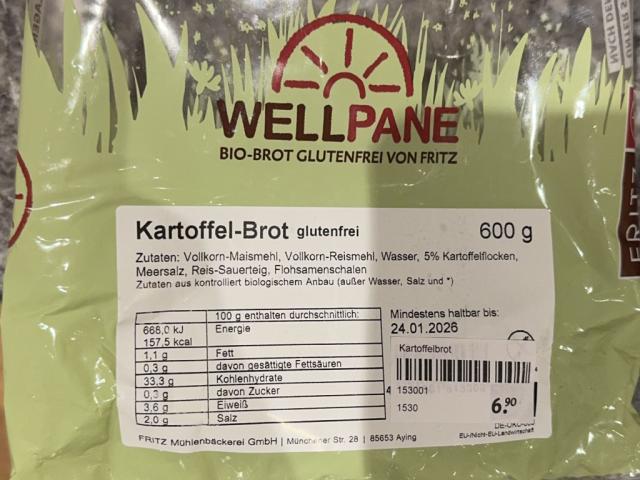 WELLPANE
BIO-BROT GLUTENFREI VON FRITZ
FRITZ
Kartoffel-Brot glutenfrei 600 g
Zutaten: Vollkorn-Maismehl, Vollkorn-Reismehl, Wasser, 5% Kartoffelflocken,
Meersalz, Reis-Sauerteig, Flohsamenschalen
Zutaten aus kontrolliert biologischem Anbau (außer Wasser, Salz und *)
100 g enthalten durchschnittlich:
668,0 kJ Energie
157,5 kcal
1,1 g Fett
0,3 g davon gesättigte Fettsäuren
33,3 g Kohlenhydrate
0,3 g davon Zucker
3,6 g Eiweiß
2,0 g Salz
Mindestens haltbar bis:
24.01.2026
Kartoffelbrot
153001
1530 6.90
EU-/Nicht-EU-Landwirtschaft
FRITZ Mühlenbäckerei GmbH | Münchener Str. 28 | 85653 Aying